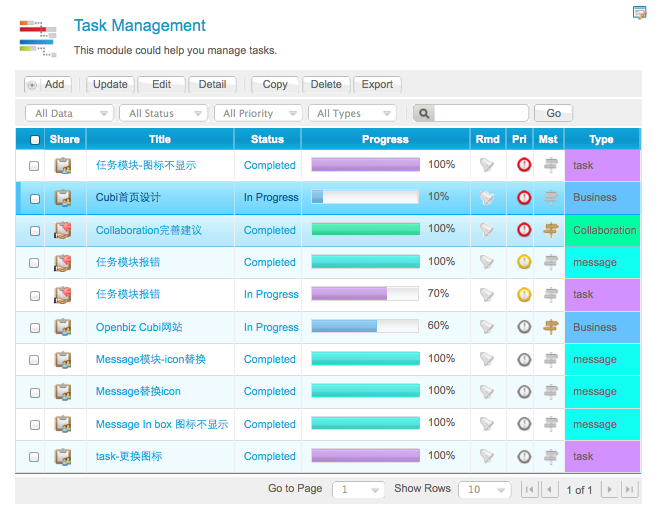 Task Management
This module could help you manage tasks.
Add Update Edit Detail Copy Delete Export
All Data All Status All Priority All Types Go
Share Title Status Progress Rmd Pri Mst Type
任务模块-图标不显示 Completed 100% task
Cubi首页设计 In Progress 10% Business
Collaboration完善建议 Completed 100% Collaboration
任务模块报错 Completed 100% message
任务模块报错 In Progress 70% task
Openbiz Cubi网站 In Progress 60% Business
Message模块-icon替换 Completed 100% message
Message替换icon Completed 100% message
Message In box 图标不显示 Completed 100% message
task-更换图标 Completed 100% task
Go to Page 1 Show Rows 10 1 of 1